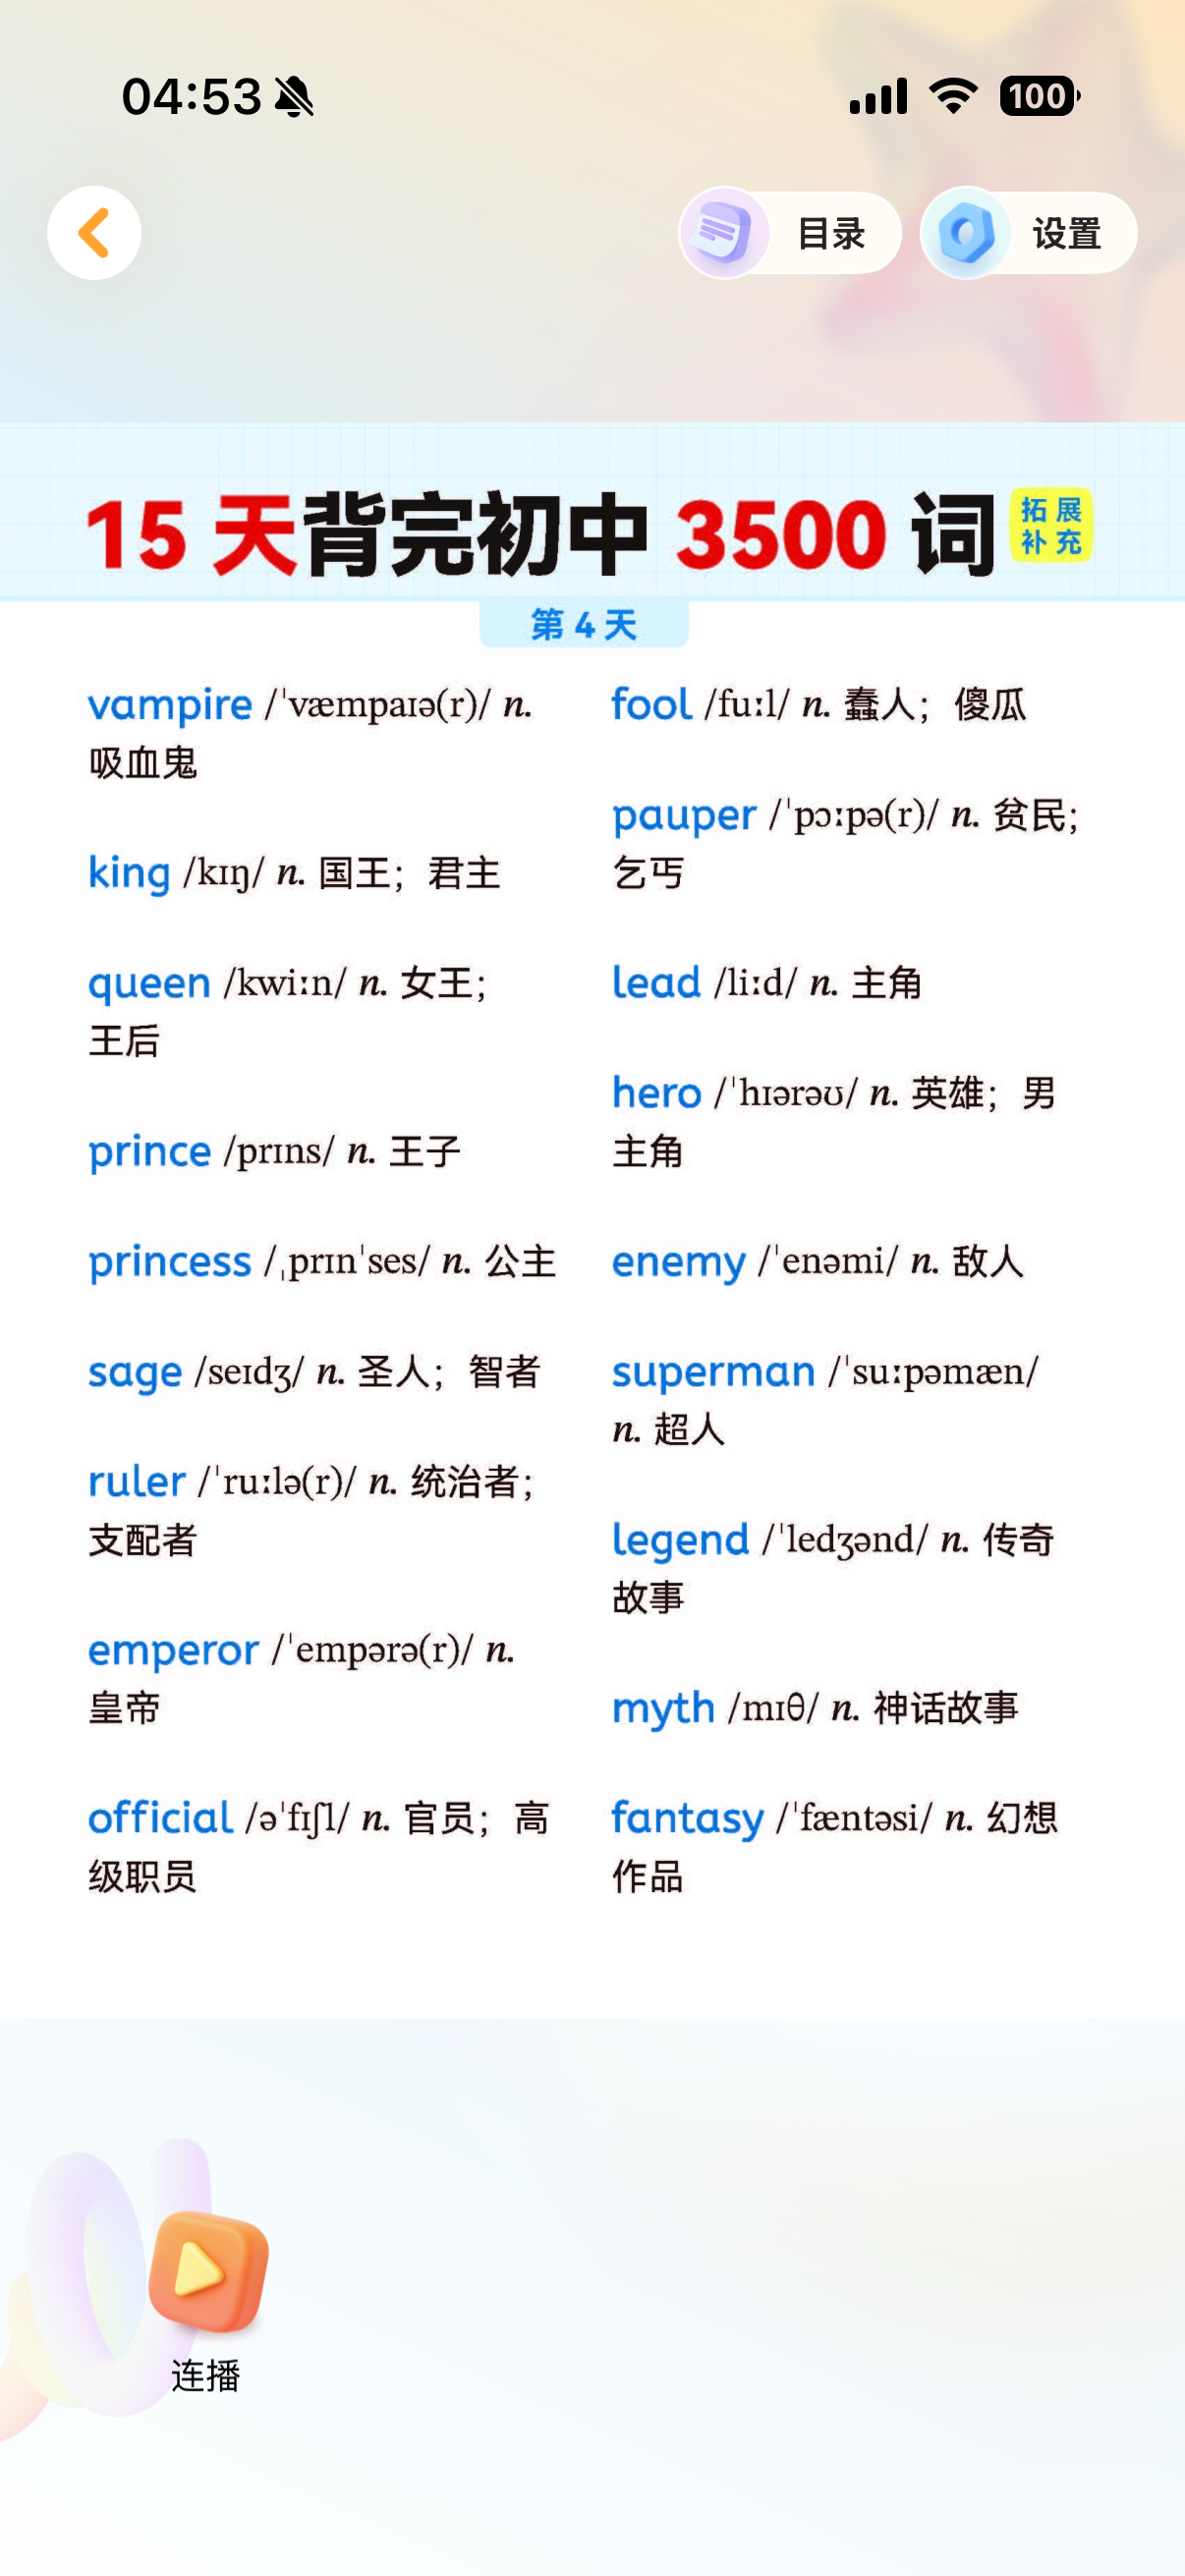 04:53
100
目录
设置
15 天背完初中 3500 词
拓展
补充
第 4 天
vampire /ˈvæmpaɪə(r)/ n.
吸血鬼
king /kɪŋ/ n. 国王；君主
queen /kwiːn/ n. 女王；
王后
prince /prɪns/ n. 王子
princess /ˌprɪnˈses/ n. 公主
sage /seɪdʒ/ n. 圣人；智者
ruler /ˈruːlə(r)/ n. 统治者；
支配者
emperor /ˈempərə(r)/ n.
皇帝
official /əˈfɪʃl/ n. 官员；高
级职员
fool /fuːl/ n. 蠢人；傻瓜
pauper /ˈpɔːpə(r)/ n. 贫民；
乞丐
lead /liːd/ n. 主角
hero /ˈhɪərəʊ/ n. 英雄；男
主角
enemy /ˈenəmi/ n. 敌人
superman /ˈsuːpəmæn/
n. 超人
legend /ˈledʒənd/ n. 传奇
故事
myth /mɪθ/ n. 神话故事
fantasy /ˈfæntəsi/ n. 幻想
作品
连播